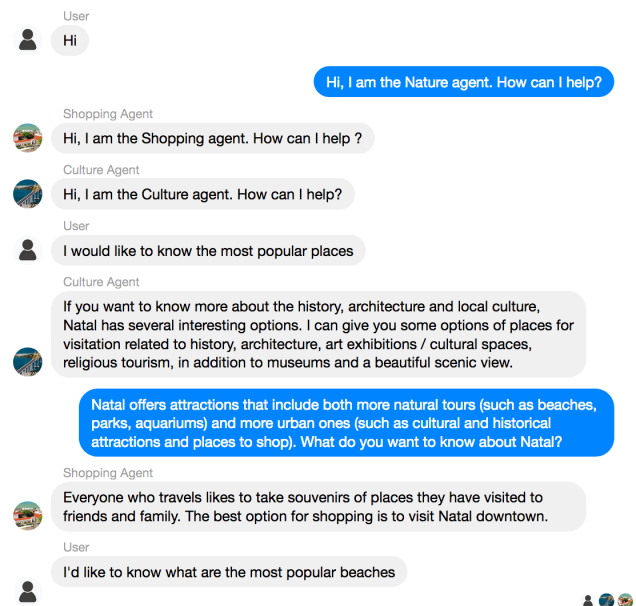 User
Hi
Hi, I am the Nature agent. How can I help?
Shopping Agent
Hi, I am the Shopping agent. How can I help ?
Culture Agent
Hi, I am the Culture agent. How can I help?
User
I would like to know the most popular places
Culture Agent
If you want to know more about the history, architecture and local culture,
Natal has several interesting options. I can give you some options of places for
visitation related to history, architecture, art exhibitions / cultural spaces,
religious tourism, in addition to museums and a beautiful scenic view.
Natal offers attractions that include both more natural tours (such as beaches,
parks, aquariums) and more urban ones (such as cultural and historical
attractions and places to shop). What do you want to know about Natal?
Shopping Agent
Everyone who travels likes to take souvenirs of places they have visited to
friends and family. The best option for shopping is to visit Natal downtown.
User
I'd like to know what are the most popular beaches